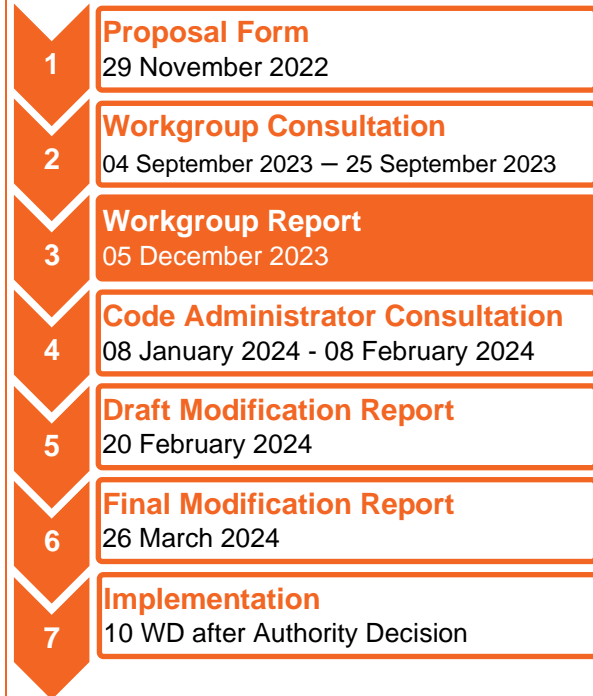 1
Proposal Form
29 November 2022
2
Workgroup Consultation
04 September 2023 – 25 September 2023
3
Workgroup Report
05 December 2023
4
Code Administrator Consultation
08 January 2024 - 08 February 2024
5
Draft Modification Report
20 February 2024
6
Final Modification Report
26 March 2024
7
Implementation
10 WD after Authority Decision